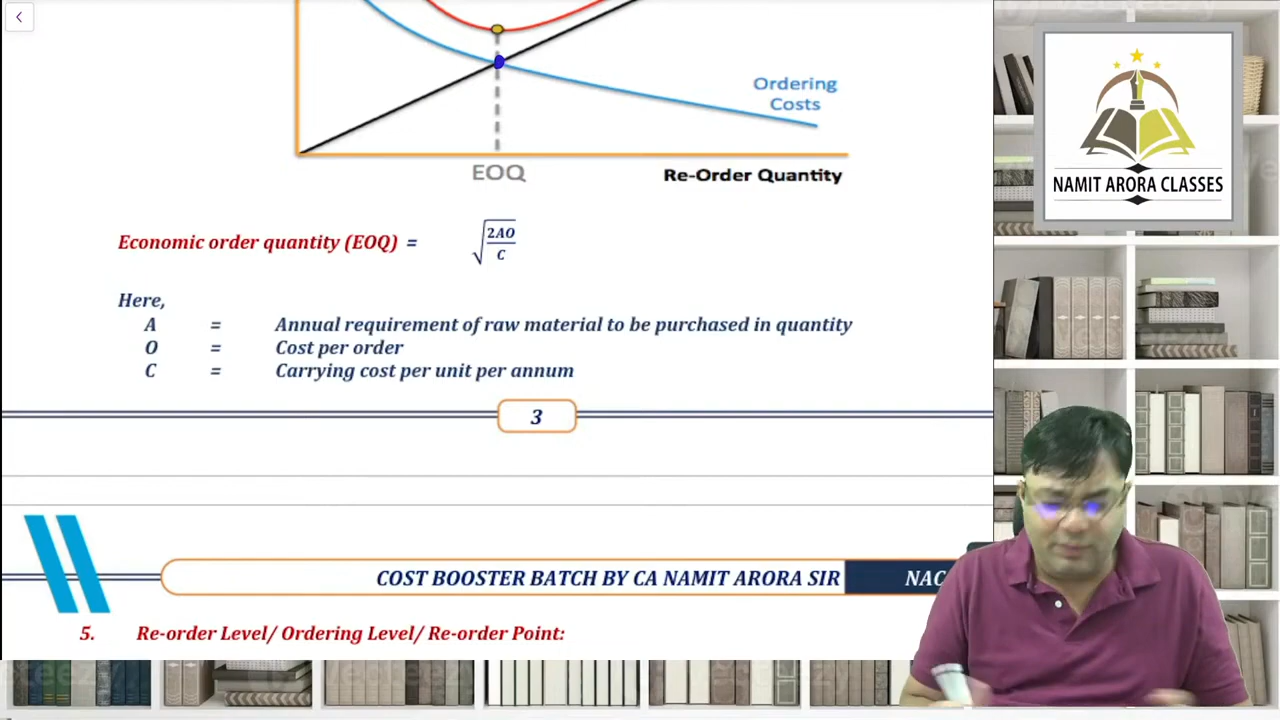 Ordering
Costs
EOQ
Re-Order Quantity
Economic order quantity (EOQ) = √(2AO/C)
Here,
A = Annual requirement of raw material to be purchased in quantity
O = Cost per order
C = Carrying cost per unit per annum
3
COST BOOSTER BATCH BY CA NAMIT ARORA SIR
NAC
5. Re-order Level/ Ordering Level/ Re-order Point:
NAMIT ARORA CLASSES